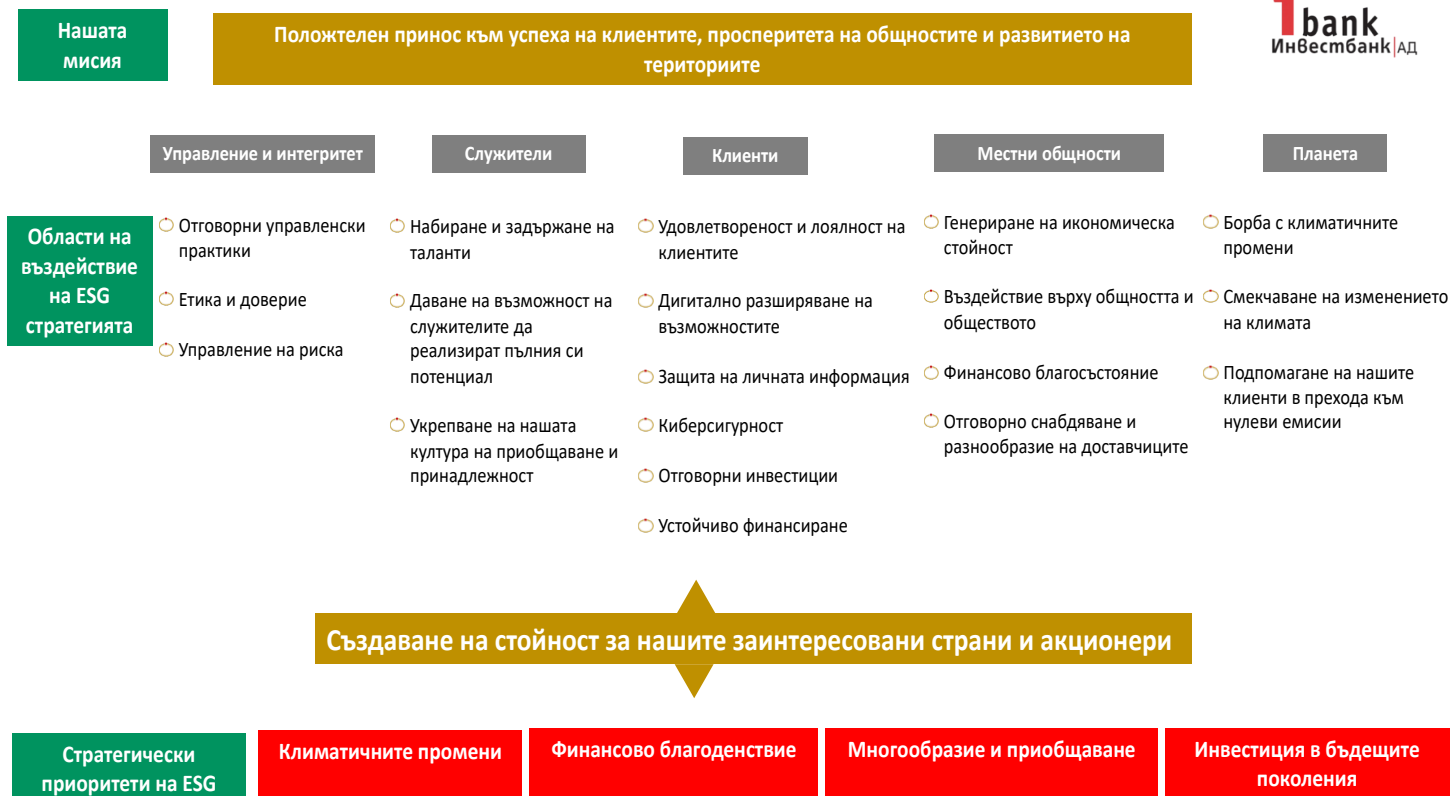 Нашата
мисия
Положтелен принос към успеха на клиентите, просперитета на общностите и развитието на
териториите
1bank
ИнВестбанк|АД
Управление и интегритет
Служители
Клиенти
Местни общности
Планета
Области на
въздействие
на ESG
стратегията
Отговорни управленски
практики
Етика и доверие
Управление на риска
Набиране и задържане на
таланти
Даване на възможност на
служителите да
реализират пълния си
потенциал
Укрепване на нашата
култура на приобщаване и
принадлежност
Удовлетвореност и лоялност на
клиентите
Дигитално разширяване на
възможностите
Защита на личната информация
Киберсигурност
Отговорни инвестиции
Устойчиво финансиране
Генериране на икономическа
стойност
Въздействие върху общността и
обществото
Финансово благосъстояние
Отговорно снабдяване и
разнообразие на доставчиците
Борба с климатичните
промени
Смекчаване на изменението
на климата
Подпомагане на нашите
клиенти в прехода към
нулеви емисии
Създаване на стойност за нашите заинтересовани страни и акционери
Стратегически
приоритети на ESG
Климатичните промени
Финансово благоденствие
Многообразие и приобщаване
Инвестиция в бъдещите
поколения